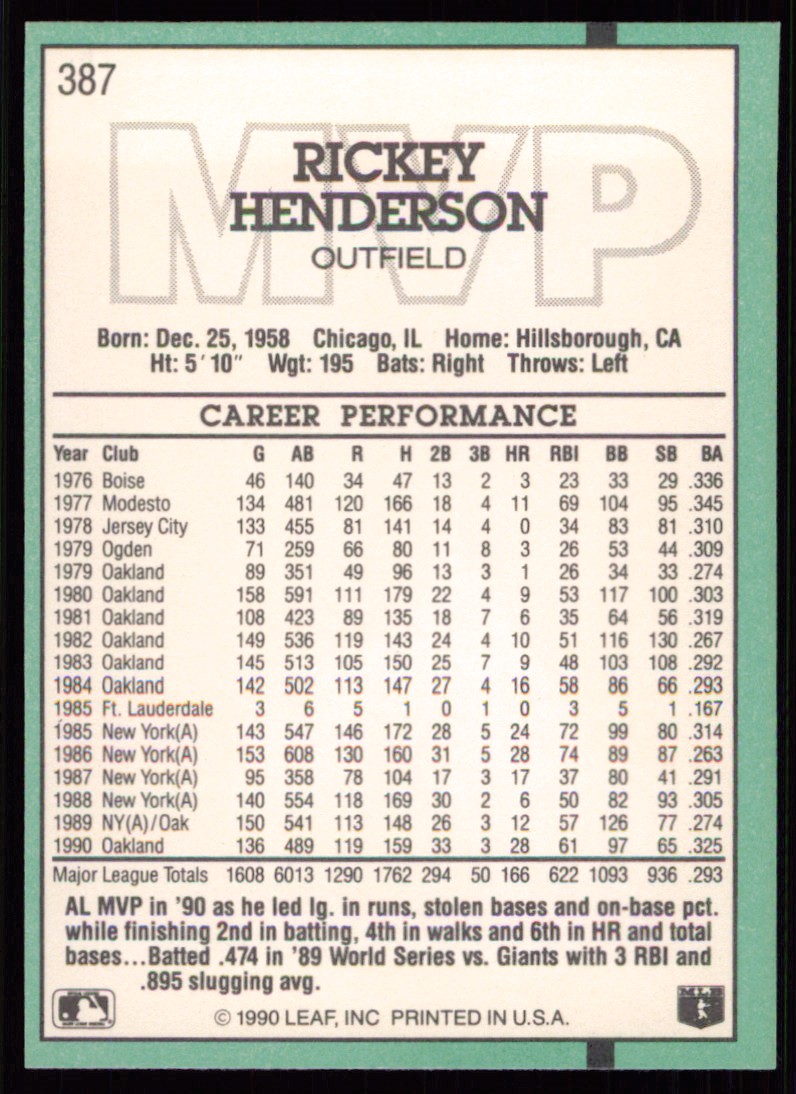 387
MVP
RICKEY
HENDERSON
OUTFIELD
Born: Dec. 25, 1958 Chicago, IL Home: Hillsborough, CA
Ht: 5´10˝ Wgt: 195 Bats: Right Throws: Left
CAREER PERFORMANCE
Year Club G AB R H 2B 3B HR RBI BB SB BA
1976 Boise 46 140 34 47 13 2 3 23 33 29 .336
1977 Modesto 134 481 120 166 18 4 11 69 104 95 .345
1978 Jersey City 133 455 81 141 14 4 0 34 83 81 .310
1979 Ogden 71 259 66 80 11 8 3 26 53 44 .309
1979 Oakland 89 351 49 96 13 3 1 26 34 33 .274
1980 Oakland 158 591 111 179 22 4 9 53 117 100 .303
1981 Oakland 108 423 89 135 18 7 6 35 64 56 .319
1982 Oakland 149 536 119 143 24 4 10 51 116 130 .267
1983 Oakland 145 513 105 150 25 7 9 48 103 108 .292
1984 Oakland 142 502 113 147 27 4 16 58 86 66 .293
1985 Ft. Lauderdale 3 6 5 1 0 1 0 3 5 1 .167
1985 New York(A) 143 547 146 172 28 5 24 72 99 80 .314
1986 New York(A) 153 608 130 160 31 5 28 74 89 87 .263
1987 New York(A) 95 358 78 104 17 3 17 37 80 41 .291
1988 New York(A) 140 554 118 169 30 2 6 50 82 93 .305
1989 NY(A)/Oak 150 541 113 148 26 3 12 57 126 77 .274
1990 Oakland 136 489 119 159 33 3 28 61 97 65 .325
Major League Totals 1608 6013 1290 1762 294 50 166 622 1093 936 .293
AL MVP in '90 as he led lg. in runs, stolen bases and on-base pct.
while finishing 2nd in batting, 4th in walks and 6th in HR and total
bases...Batted .474 in '89 World Series vs. Giants with 3 RBI and
.895 slugging avg.
© 1990 LEAF, INC PRINTED IN U.S.A.
MLB